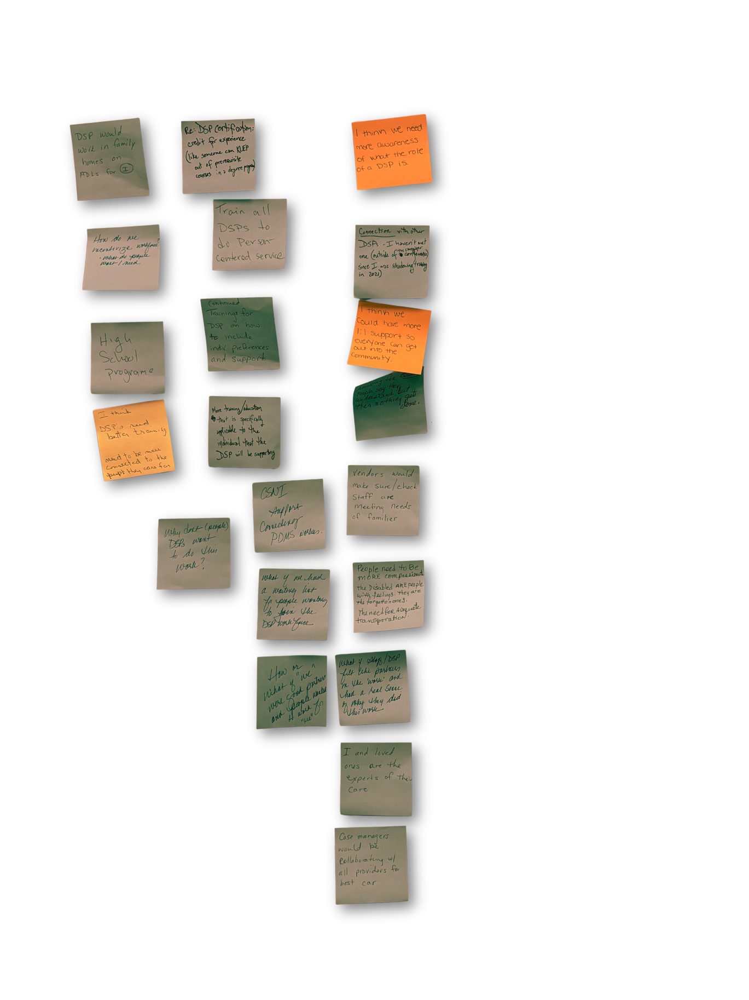 DSP would
work in family
homes on
ADLs for I
Re: DSP Certification:
credit for experience
(like someone can KLEP
out of prerequisite
courses in a degree program)
I think we need
more awareness
of what the role
of a DSP is.
Train all
DSPs to
do Person
Centered service
How do we
incentivize workforce?
• what do people
want / need
Connection with other
DSPs - I haven't met
one (outside of the caregiver conference)
since I was shadowing/training
in 2021)
Continued
Trainings for
DSP on how
to include
indiv. preferences
and support
I think we
could have more
1:1 support so
everyone can get
out into the
community.
High
School
programs
for
People say they
understand but
then nothing gets
done.
I think
DSP's need
better training
need to be more
connected to the
people they care for
More training/education
that is specifically
applicable to the
individual that the
DSP will be supporting
Vendors would
make sure/check
staff are
meeting needs
of families
CSNI
support
Connecting
PDMS workers.
Why don't (people)
DSPs want
to do this
work?
People need to Be
MORE compassionate
the Disabled ARE people
with feelings. they are
the forgotten ones.
The need for Adequate
transporation.
What if we had
a waiting list
for people wanting
to join the
DSP workforce
How or
What if "we"
were good partners
and people wanted
to work for
"me"
What if staff/DSP
felt like partners
in the 'work' and
had a real sense
of why they did
this work.
I and loved
ones are the
experts of their
care
Case managers
would be
collaborating w/
all providers for
best car